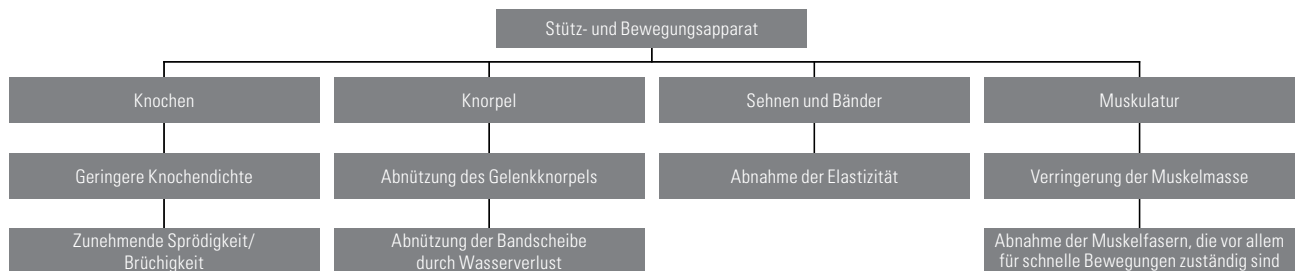 Stütz- und Bewegungsapparat
Knochen
Knorpel
Sehnen und Bänder
Muskulatur
Geringere Knochendichte
Abnützung des Gelenkknorpels
Abnahme der Elastizität
Verringerung der Muskelmasse
Zunehmende Sprödigkeit/
Brüchigkeit
Abnützung der Bandscheibe
durch Wasserverlust
Abnahme der Muskelfasern, die vor allem
für schnelle Bewegungen zuständig sind